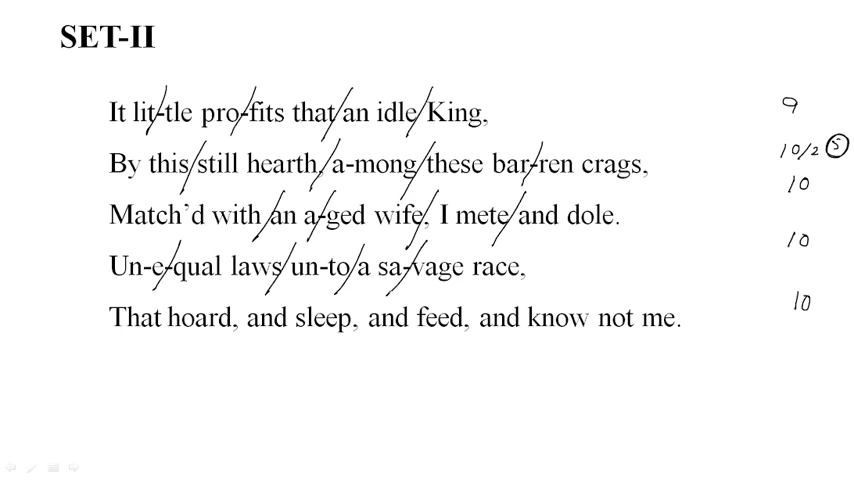 SET-II
It lit-tle pro-fits that an idle King, 9
By this still hearth, a-mong these bar-ren crags, 10/2 5
Match’d with an a-ged wife, I mete and dole. 10
Un-e-qual laws un-to a sa-vage race, 10
That hoard, and sleep, and feed, and know not me. 10